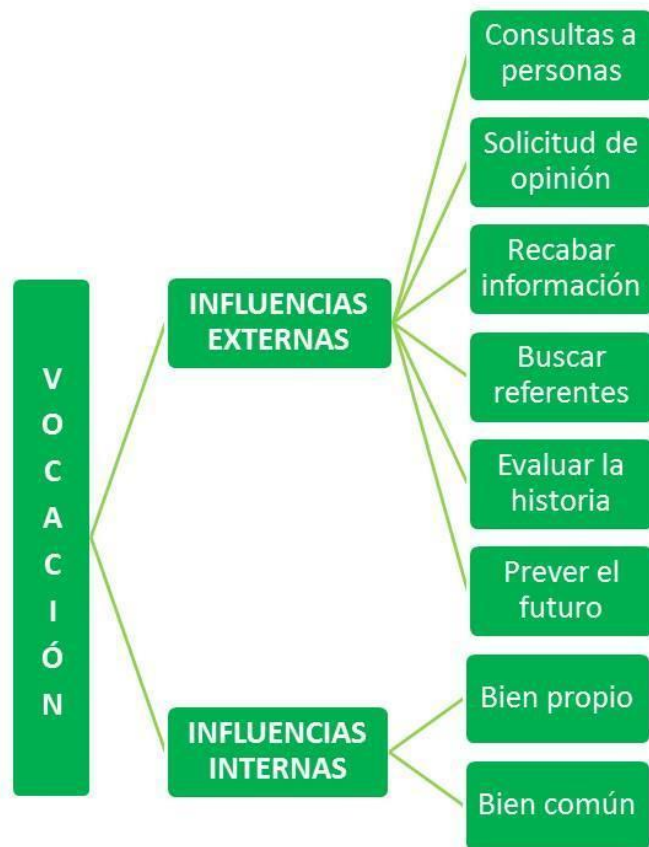 VOCACIÓN
INFLUENCIAS
EXTERNAS
Consultas a
personas
Solicitud de
opinión
Recabar
información
Buscar
referentes
Evaluar la
historia
Prever el
futuro
INFLUENCIAS
INTERNAS
Bien propio
Bien común